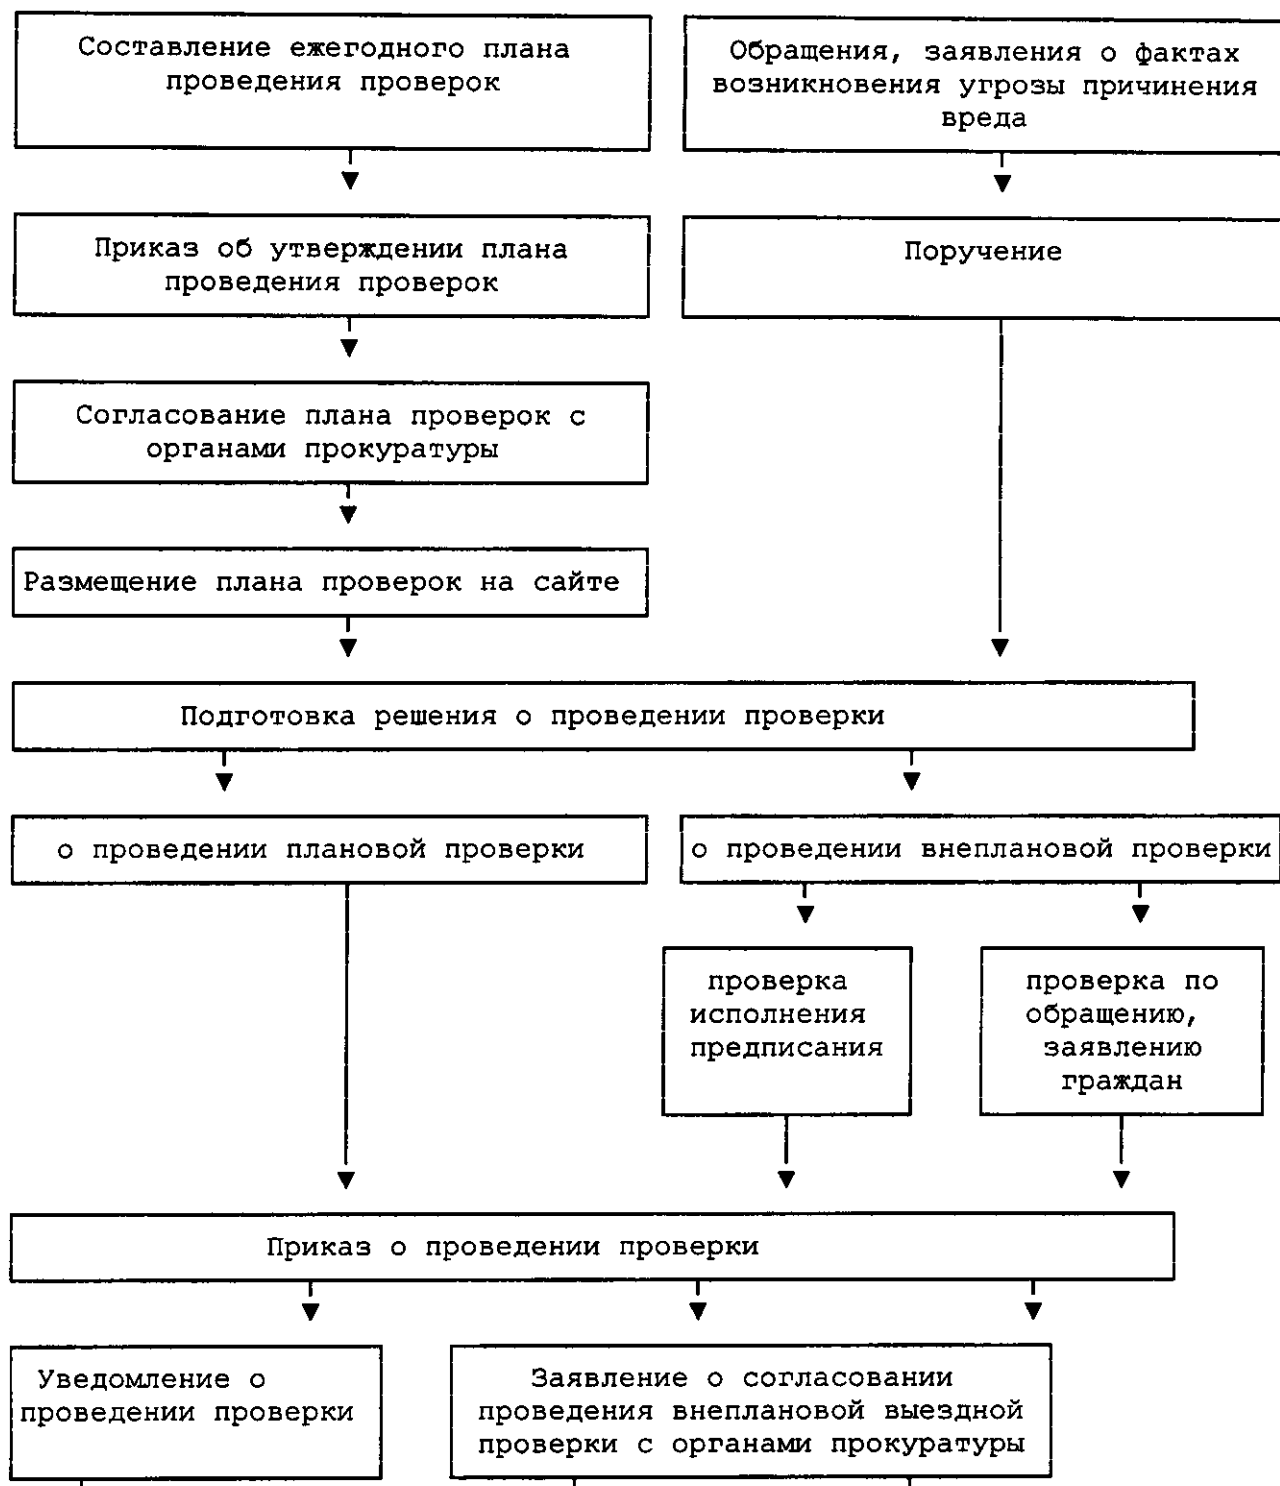 Составление ежегодного плана
проведения проверок
Обращения, заявления о фактах
возникновения угрозы причинения
вреда
Приказ об утверждении плана
проведения проверок
Поручение
Согласование плана проверок с
органами прокуратуры
Размещение плана проверок на сайте
Подготовка решения о проведении проверки
о проведении плановой проверки
о проведении внеплановой проверки
проверка
исполнения
предписания
проверка по
обращению,
заявлению
граждан
Приказ о проведении проверки
Уведомление о
проведении проверки
Заявление о согласовании
проведения внеплановой выездной
проверки с органами прокуратуры